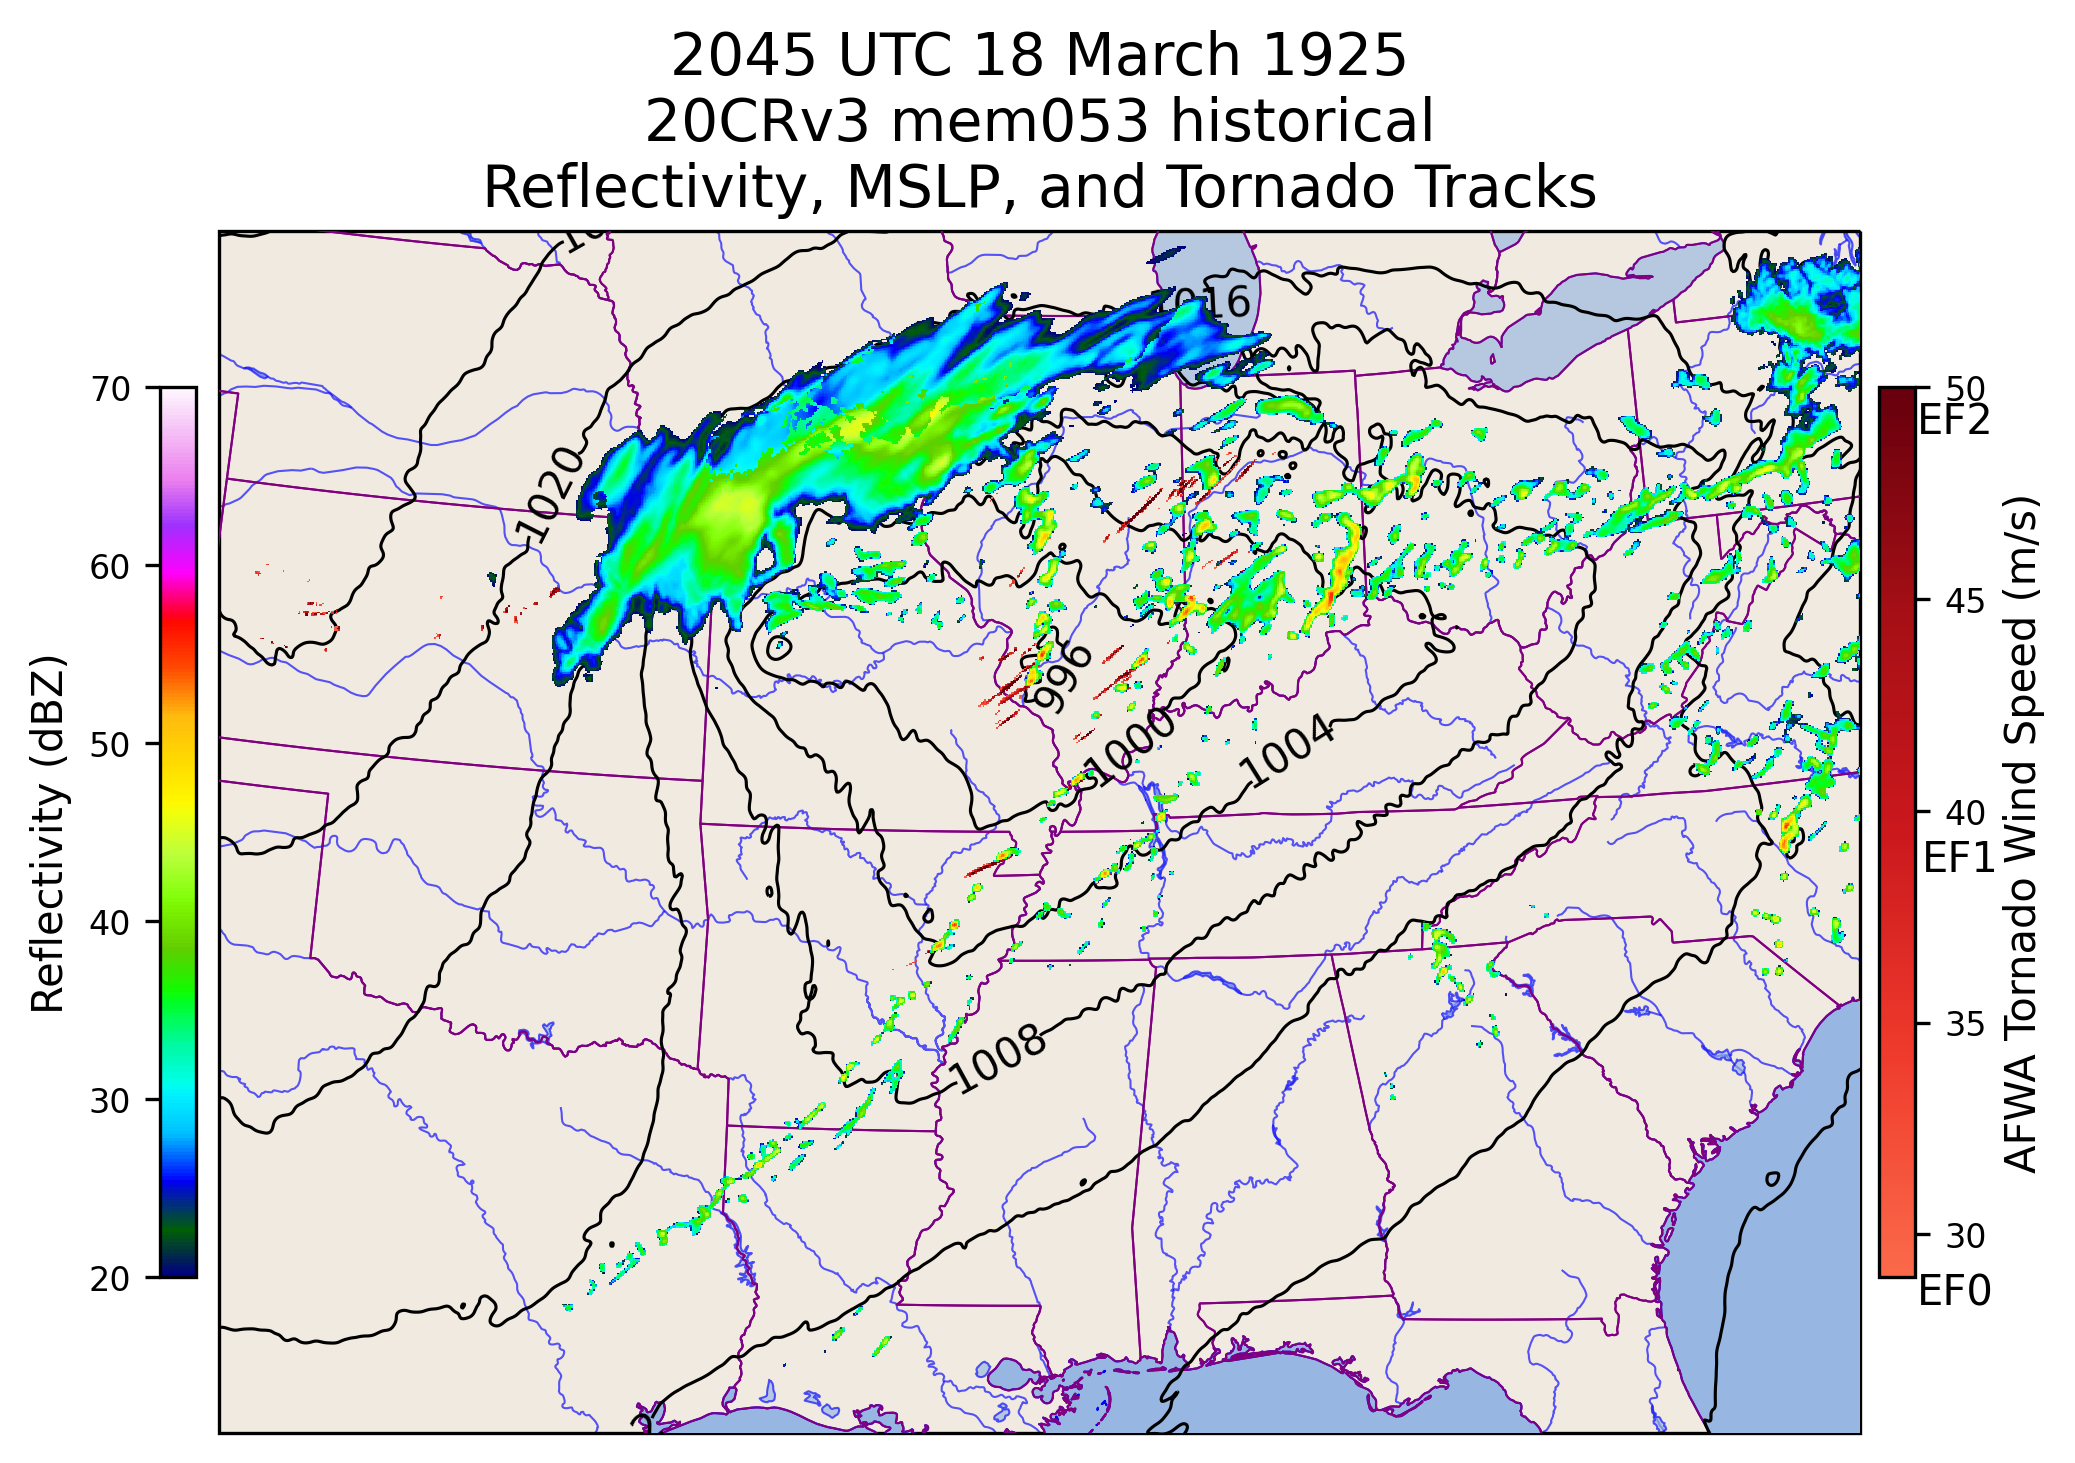 2045 UTC 18 March 1925
20CRv3 mem053 historical
Reflectivity, MSLP, and Tornado Tracks
1016
1020
996
1000
1004
1008
Reflectivity (dBZ)
70
60
50
40
30
20
AFWA Tornado Wind Speed (m/s)
50
EF2
45
40
EF1
35
30
EF0